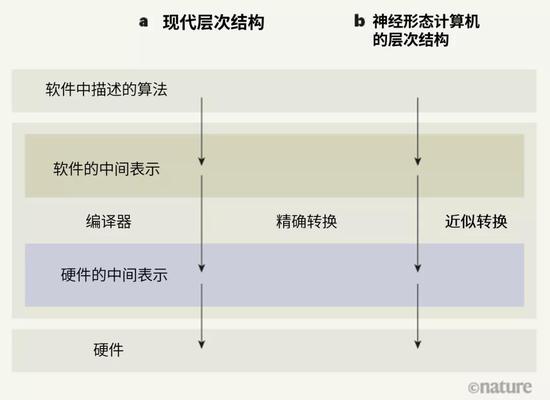 a 现代层次结构
b 神经形态计算机
的层次结构
软件中描述的算法
软件的中间表示
编译器
精确转换
近似转换
硬件的中间表示
硬件
©nature